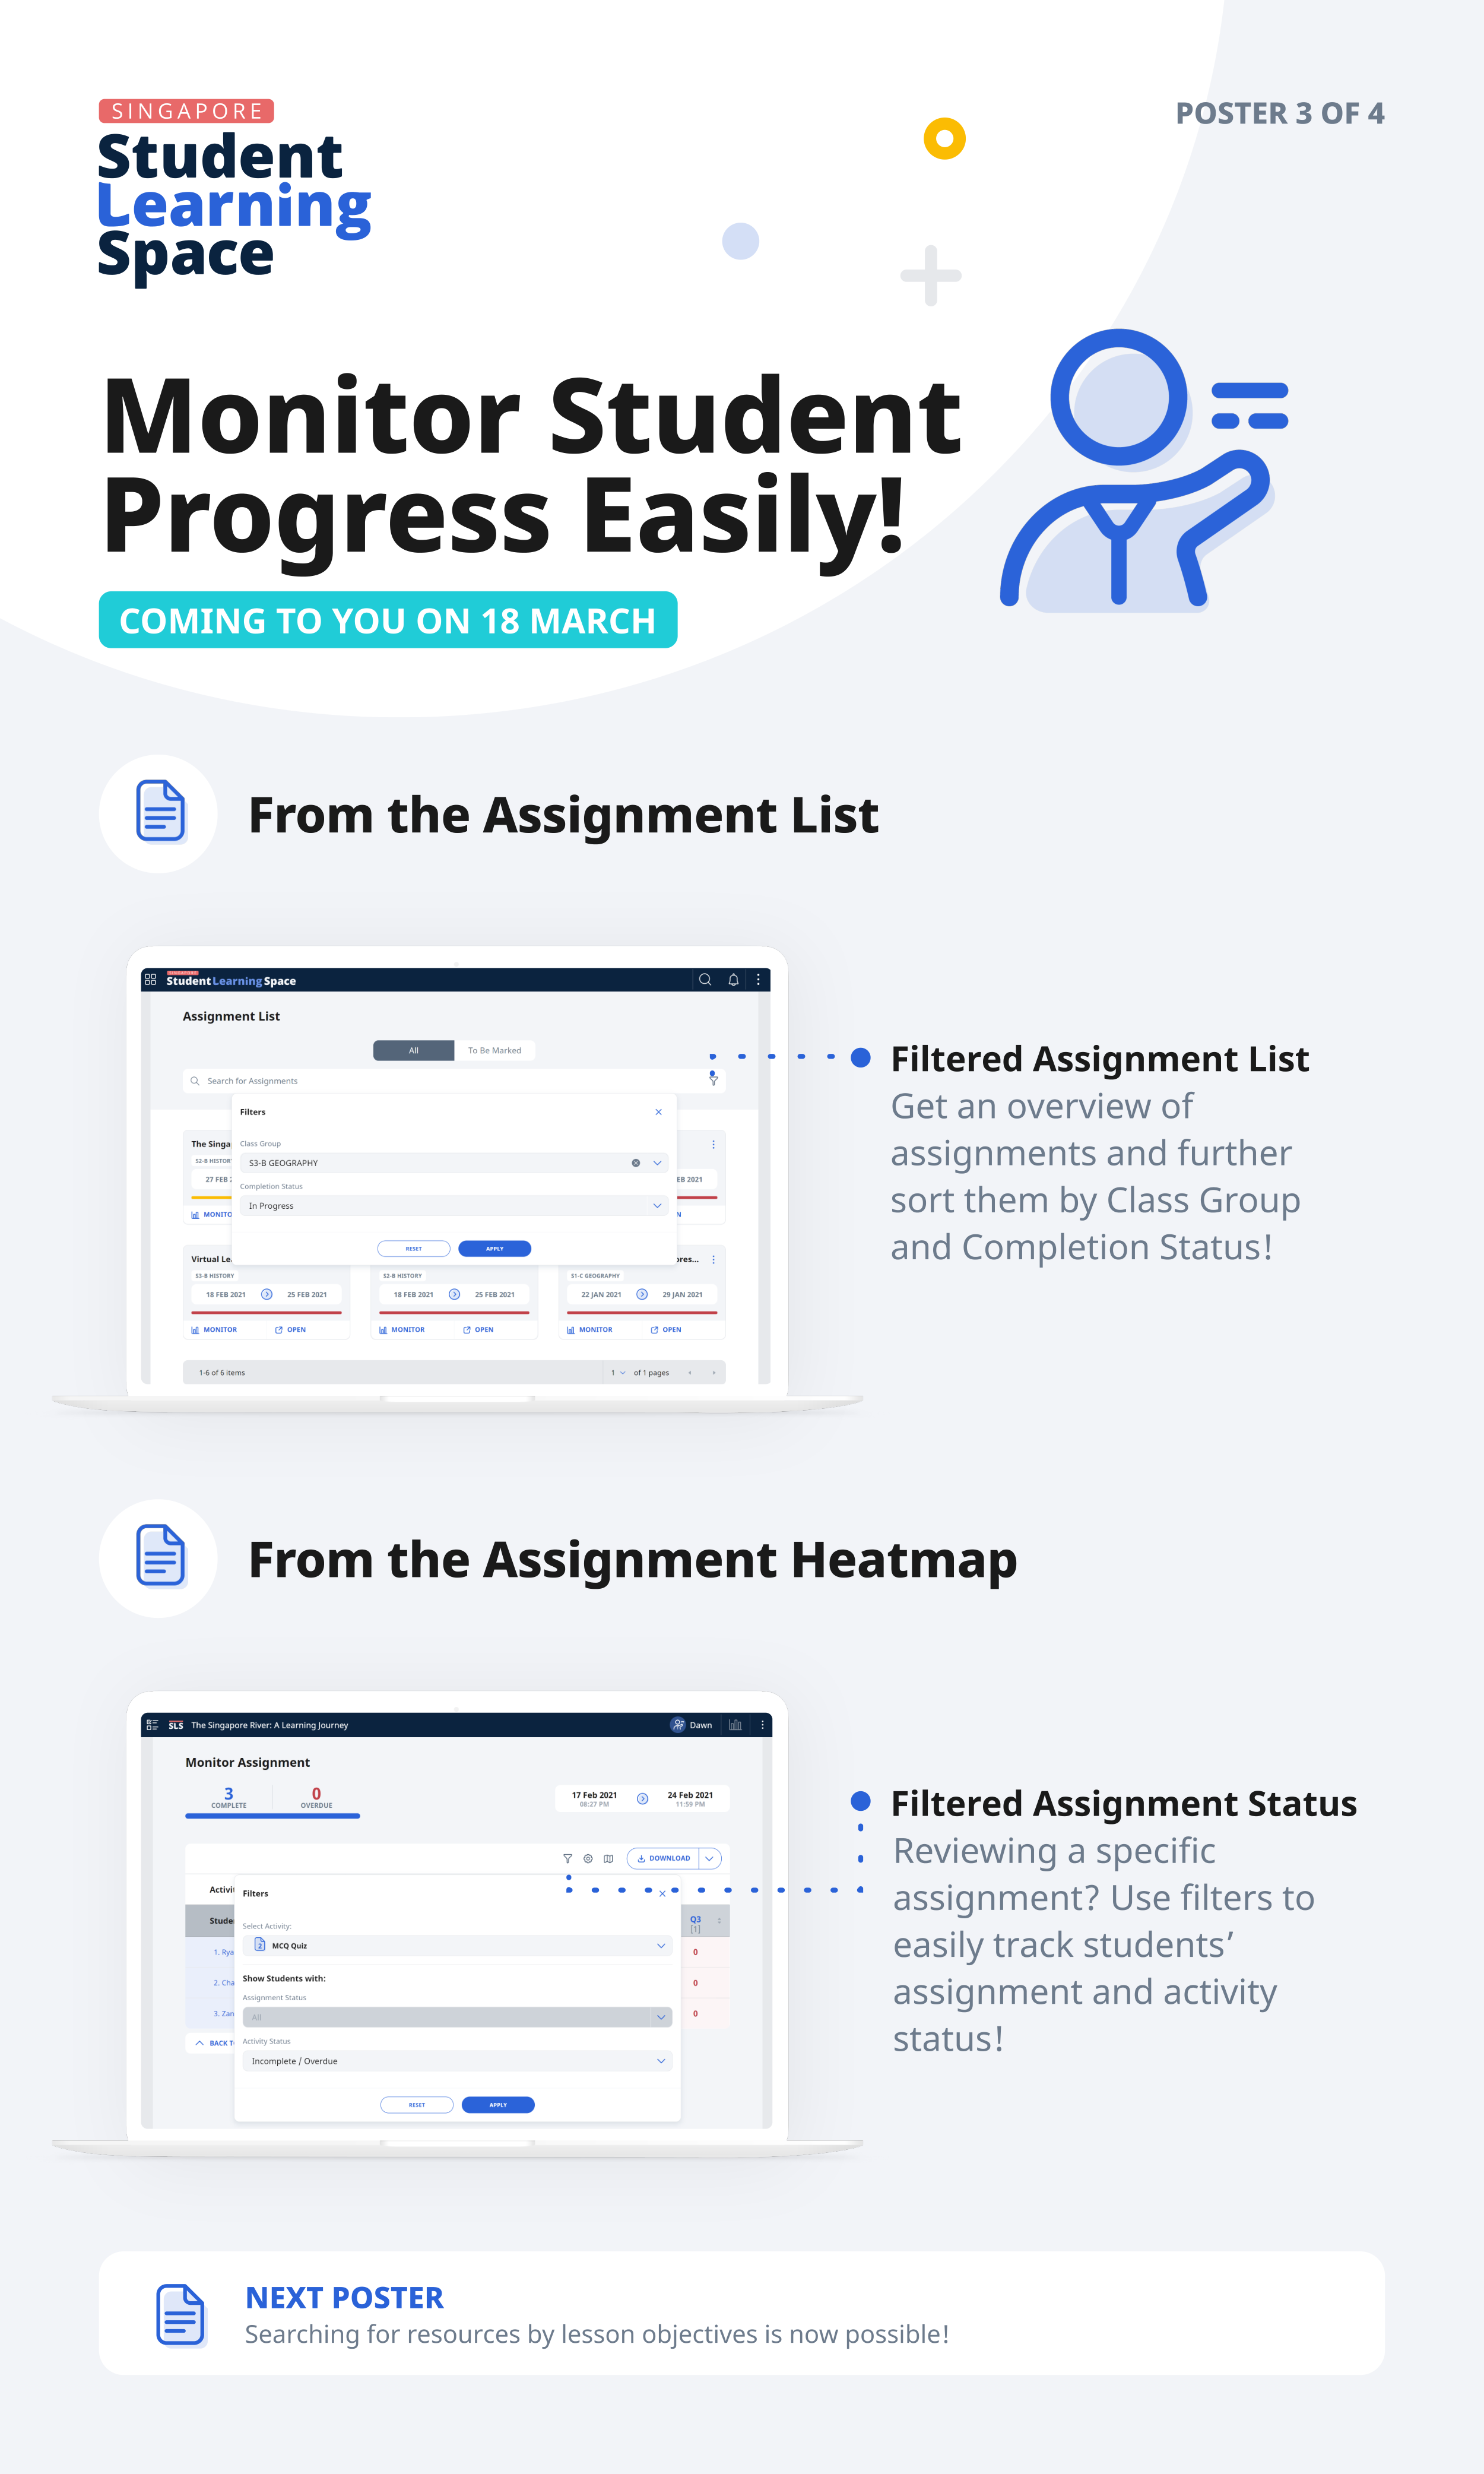 SINGAPORE
Student
Learning
Space
POSTER 3 OF 4
Monitor Student
Progress Easily!
COMING TO YOU ON 18 MARCH
From the Assignment List
SINGAPORE
Student Learning Space
Assignment List
All
To Be Marked
Search for Assignments
Filters
Class Group
S3-B GEOGRAPHY
Completion Status
In Progress
RESET
APPLY
The Singa
S2-B HISTOR
27 FEB 2
EB 2021
MONITO
N
Virtual Le
ores...
S3-B HISTORY
S2-B HISTORY
S1-C GEOGRAPHY
18 FEB 2021 25 FEB 2021
18 FEB 2021 25 FEB 2021
22 JAN 2021 29 JAN 2021
MONITOR OPEN
MONITOR OPEN
MONITOR OPEN
1-6 of 6 items
1 of 1 pages
Filtered Assignment List
Get an overview of
assignments and further
sort them by Class Group
and Completion Status!
From the Assignment Heatmap
SLS The Singapore River: A Learning Journey
Dawn
Monitor Assignment
3
COMPLETE
0
OVERDUE
17 Feb 2021
08:27 PM
24 Feb 2021
11:59 PM
DOWNLOAD
Activit
Stude
1. Rya
2. Cha
3. Zan
BACK T
Filters
Select Activity:
2 MCQ Quiz
Show Students with:
Assignment Status
All
Activity Status
Incomplete / Overdue
RESET
APPLY
Q3
[1]
0
0
0
Filtered Assignment Status
Reviewing a specific
assignment? Use filters to
easily track students’
assignment and activity
status!
NEXT POSTER
Searching for resources by lesson objectives is now possible!